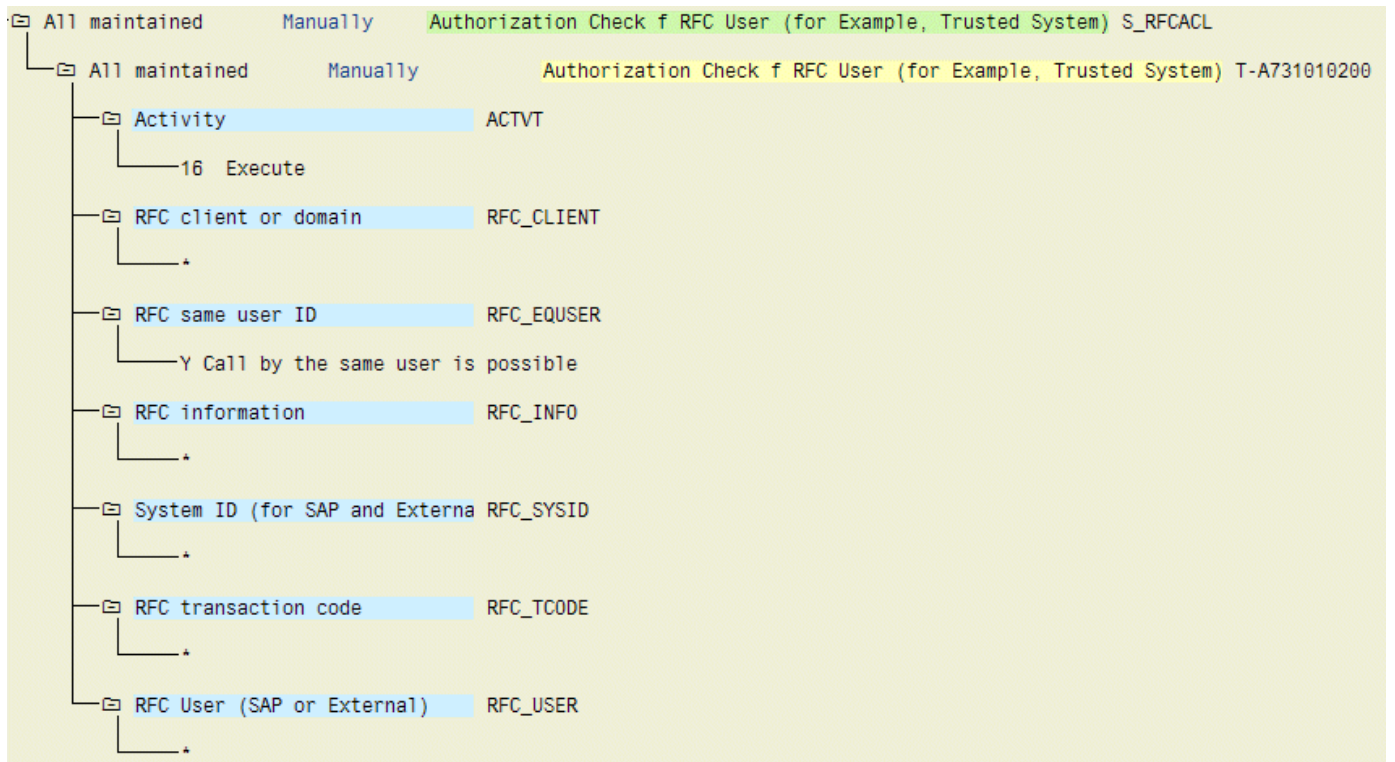 All maintained Manually Authorization Check f RFC User (for Example, Trusted System) S_RFCACL
All maintained Manually Authorization Check f RFC User (for Example, Trusted System) T-A731010200
Activity ACTVT
16 Execute
RFC client or domain RFC_CLIENT
*
RFC same user ID RFC_EQUSER
Y Call by the same user is possible
RFC information RFC_INFO
*
System ID (for SAP and Externa RFC_SYSID
*
RFC transaction code RFC_TCODE
*
RFC User (SAP or External) RFC_USER
*